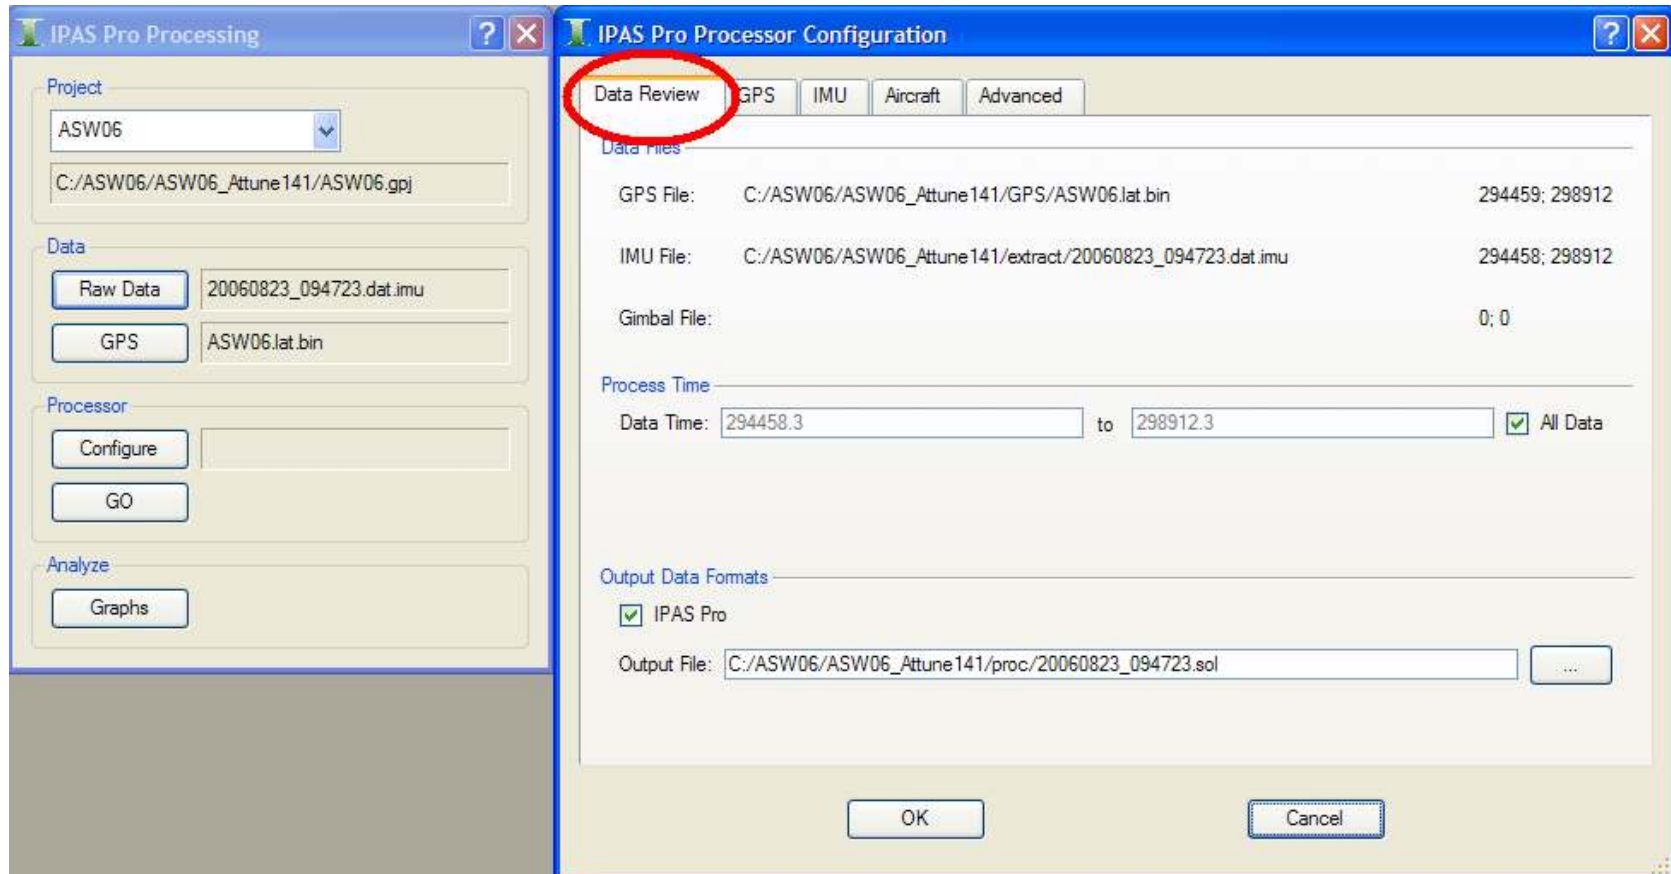 IPAS Pro Processing
Project
ASW06
C:/ASW06/ASW06_Attune141/ASW06.gpj
Data
Raw Data 20060823_094723.dat.imu
GPS ASW06.lat.bin
Processor
Configure
GO
Analyze
Graphs
IPAS Pro Processor Configuration
Data Review GPS IMU Aircraft Advanced
Data Files
GPS File: C:/ASW06/ASW06_Attune141/GPS/ASW06.lat.bin 294459; 298912
IMU File: C:/ASW06/ASW06_Attune141/extract/20060823_094723.dat.imu 294458; 298912
Gimbal File: 0; 0
Process Time
Data Time: 294458.3 to 298912.3 All Data
Output Data Formats
IPAS Pro
Output File: C:/ASW06/ASW06_Attune141/proc/20060823_094723.sol ...
OK Cancel